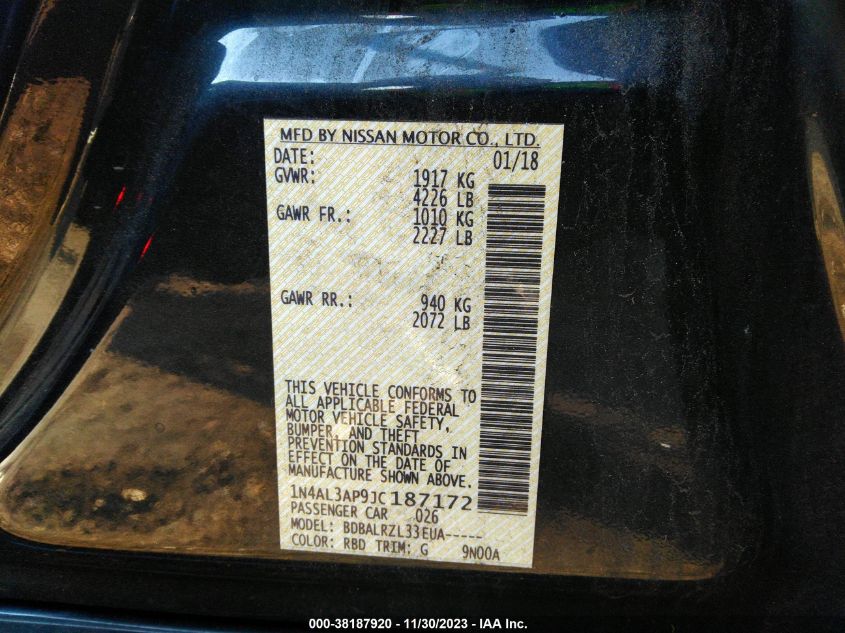 MFD BY NISSAN MOTOR CO., LTD.
DATE: 01/18
GVWR: 1917 KG
4226 LB
GAWR FR.: 1010 KG
2227 LB
GAWR RR.: 940 KG
2072 LB
THIS VEHICLE CONFORMS TO
ALL APPLICABLE FEDERAL
MOTOR VEHICLE SAFETY,
BUMPER, AND THEFT
PREVENTION STANDARDS IN
EFFECT ON THE DATE OF
MANUFACTURE SHOWN ABOVE.
1N4AL3AP9JC187172
PASSENGER CAR 026
MODEL: BDBALRZL33EUA-----
COLOR: RBD TRIM: G 9N00A
000-38187920 - 11/30/2023 - IAA Inc.